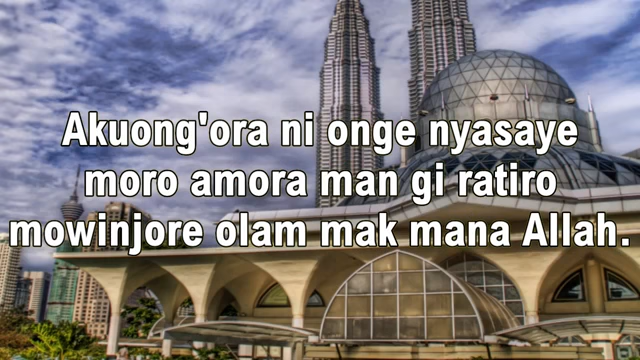 Akuong'ora ni onge nyasaye
moro amora man gi ratiro
mowinjore olam mak mana Allah.